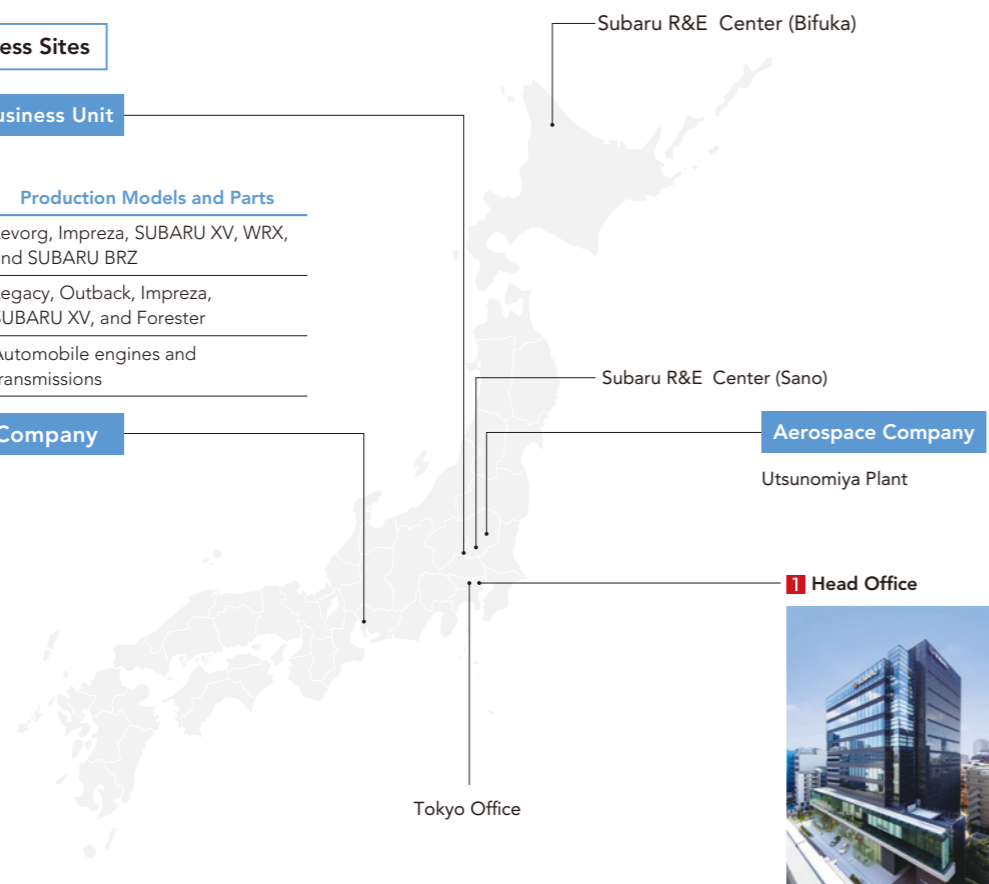 Subaru R&E Center (Bifuka)
ess Sites
usiness Unit
Production Models and Parts
evorg, Impreza, SUBARU XV, WRX,
nd SUBARU BRZ
egacy, Outback, Impreza,
UBARU XV, and Forester
Automobile engines and
ransmissions
Company
Subaru R&E Center (Sano)
Aerospace Company
Utsunomiya Plant
1 Head Office
Tokyo Office